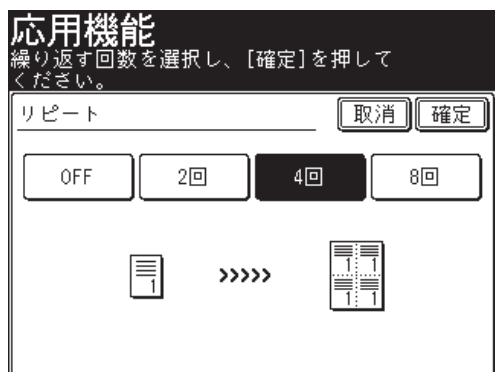 応用機能
繰り返す回数を選択し、[確定]を押して
ください。
リピート 取消 確定
OFF 2回 4回 8回
1 >>>>> 1 1
1 1